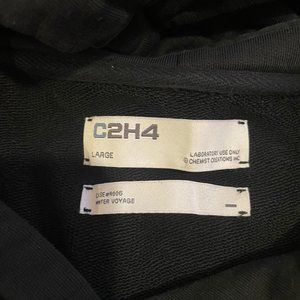 C2H4
LARGE
LABORATORY USE ONLY
© CHEMIST CREATIONS INC
VOYAGE